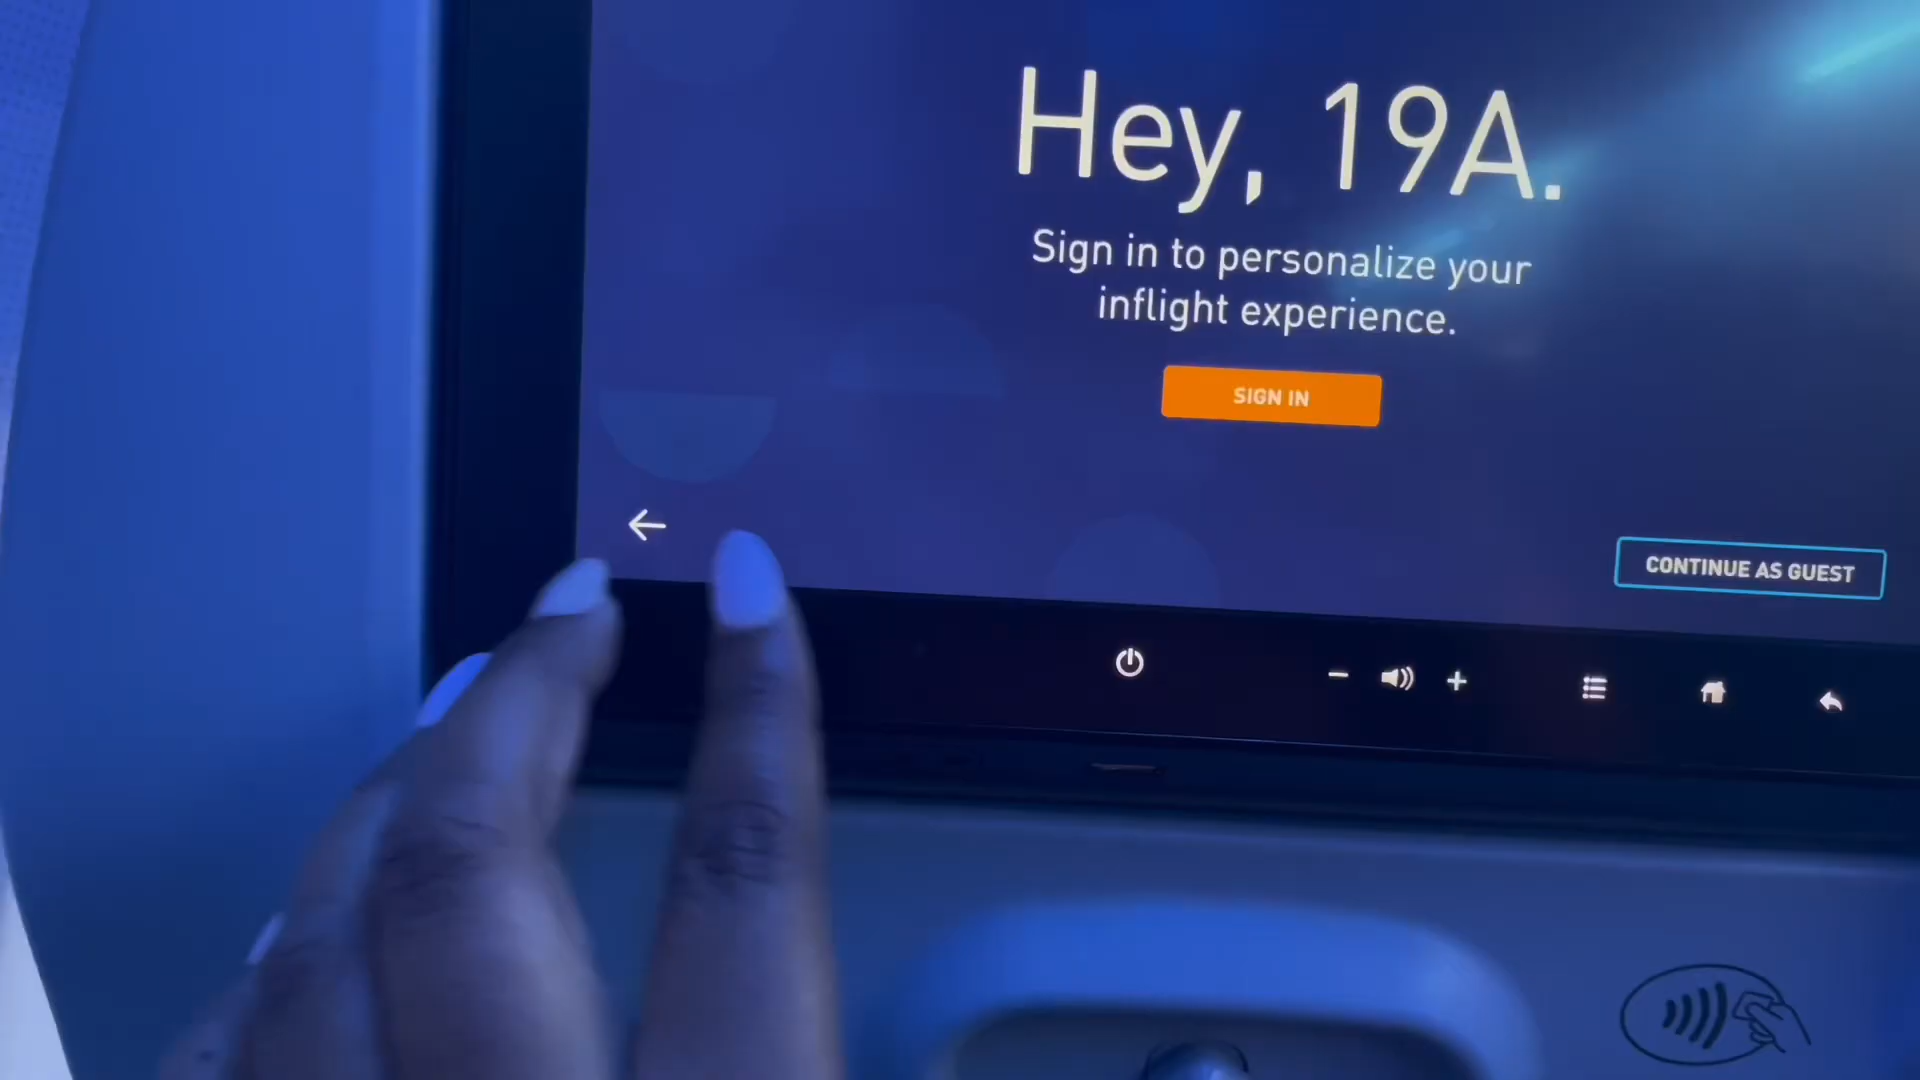 Hey, 19A.
Sign in to personalize your
inflight experience.
SIGN IN
CONTINUE AS GUEST